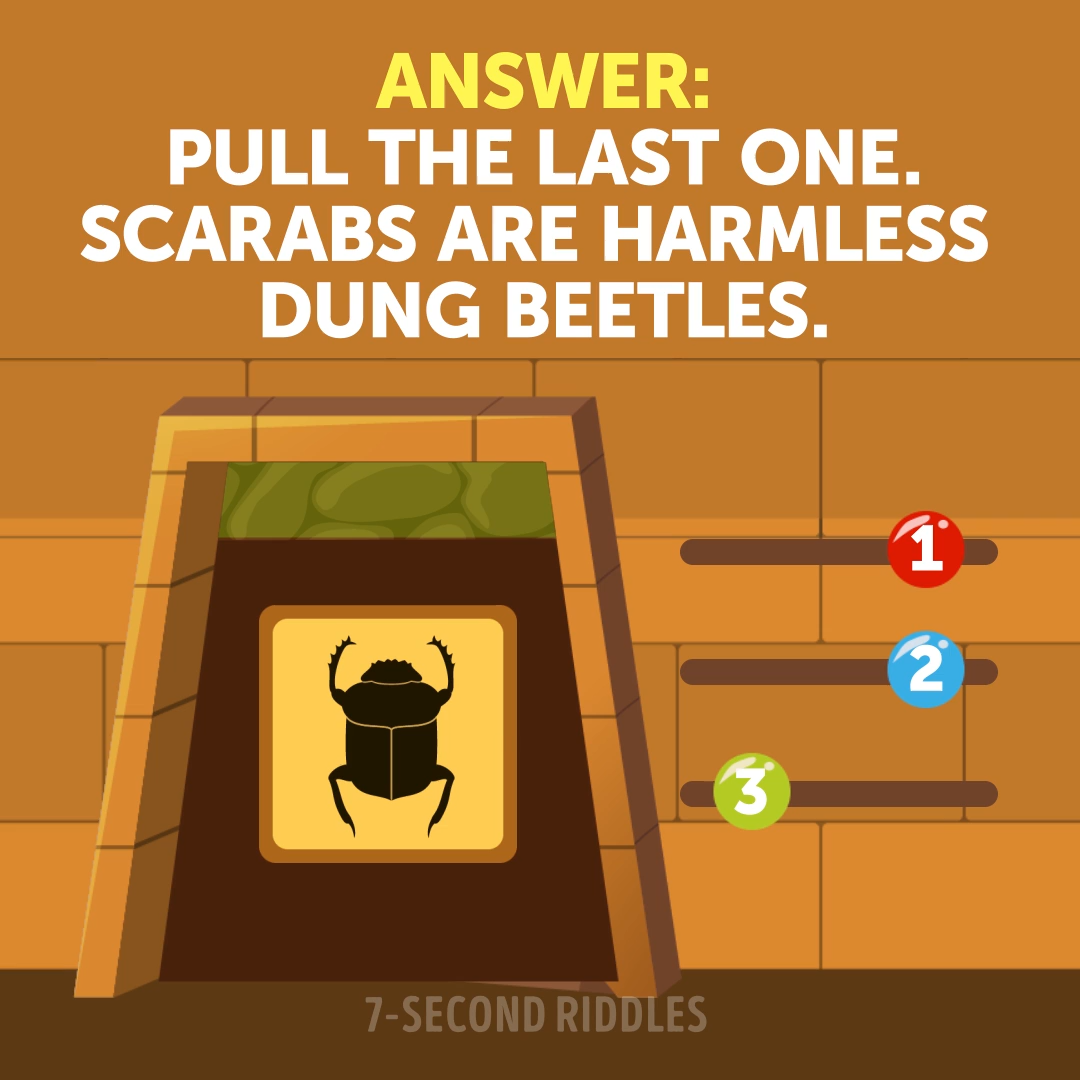 ANSWER:
PULL THE LAST ONE.
SCARABS ARE HARMLESS
DUNG BEETLES.
1
2
3
7-SECOND RIDDLES